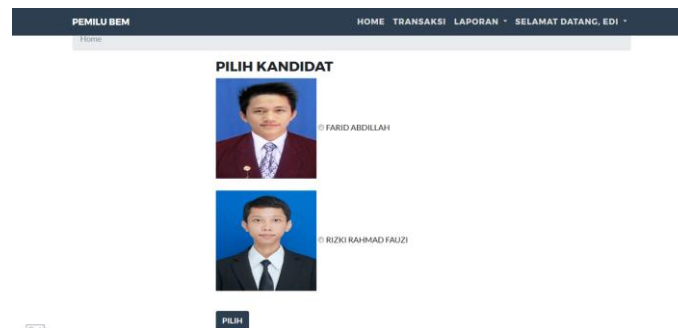 PEMILU BEM HOME TRANSAKSI LAPORAN SELAMAT DATANG, EDI
Home
PILIH KANDIDAT
FARID ABDILLAH
RIZKI RAHMAD FAUZI
PILIH